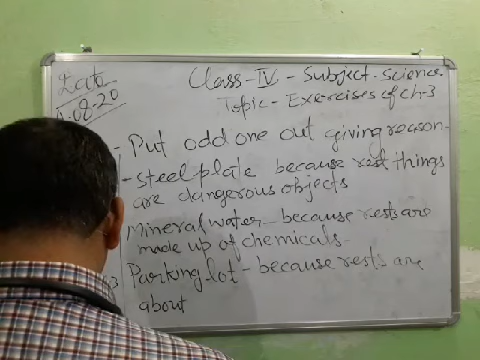 Date
Class-IV - Subject - Science
-08-20
Topic - Exercises of Ch-3
- Put odd one out giving reason -
- Steel plate because rest things
are dangerous objects
Mineral water - because rests are
made up of chemicals -
Parking lot - because rests are
about